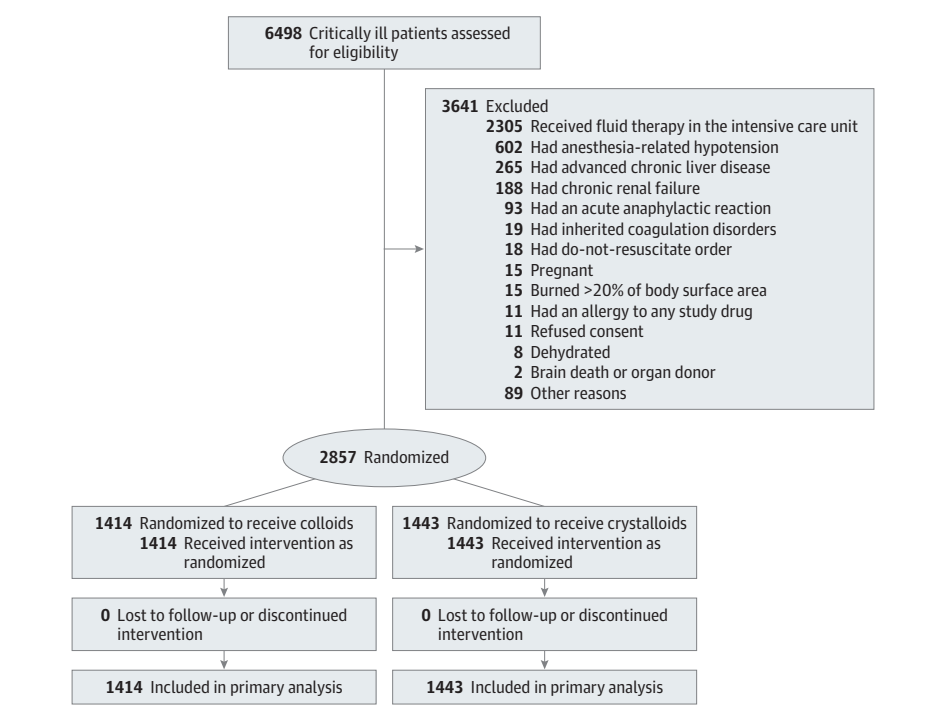 6498 Critically ill patients assessed
for eligibility
3641 Excluded
2305 Received fluid therapy in the intensive care unit
602 Had anesthesia-related hypotension
265 Had advanced chronic liver disease
188 Had chronic renal failure
93 Had an acute anaphylactic reaction
19 Had inherited coagulation disorders
18 Had do-not-resuscitate order
15 Pregnant
15 Burned >20% of body surface area
11 Had an allergy to any study drug
11 Refused consent
8 Dehydrated
2 Brain death or organ donor
89 Other reasons
2857 Randomized
1414 Randomized to receive colloids
1414 Received intervention as
randomized
1443 Randomized to receive crystalloids
1443 Received intervention as
randomized
0 Lost to follow-up or discontinued
intervention
0 Lost to follow-up or discontinued
intervention
1414 Included in primary analysis
1443 Included in primary analysis